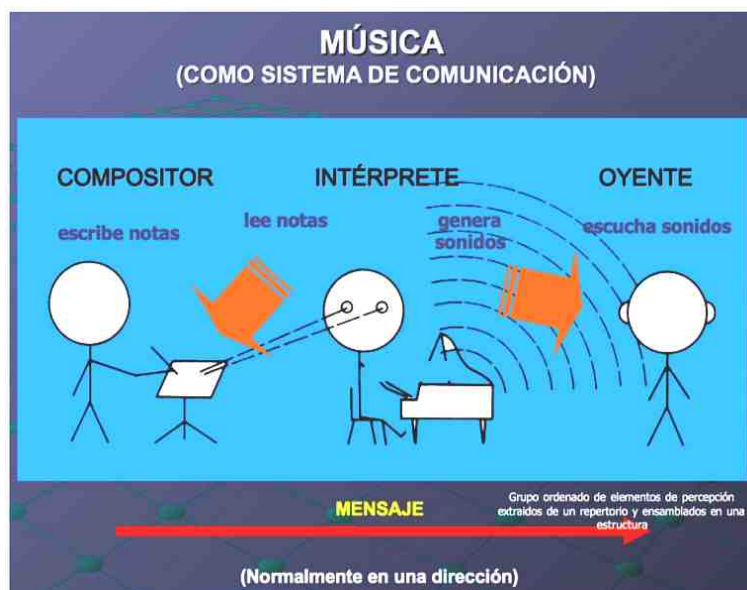 MÚSICA
(COMO SISTEMA DE COMUNICACIÓN)
COMPOSITOR
INTÉRPRETE
OYENTE
escribe notas
lee notas
genera
sonidos
escucha sonidos
MENSAJE
Grupo ordenado de elementos de percepción
extraidos de un repertorio y ensamblados en una
estructura
(Normalmente en una dirección)